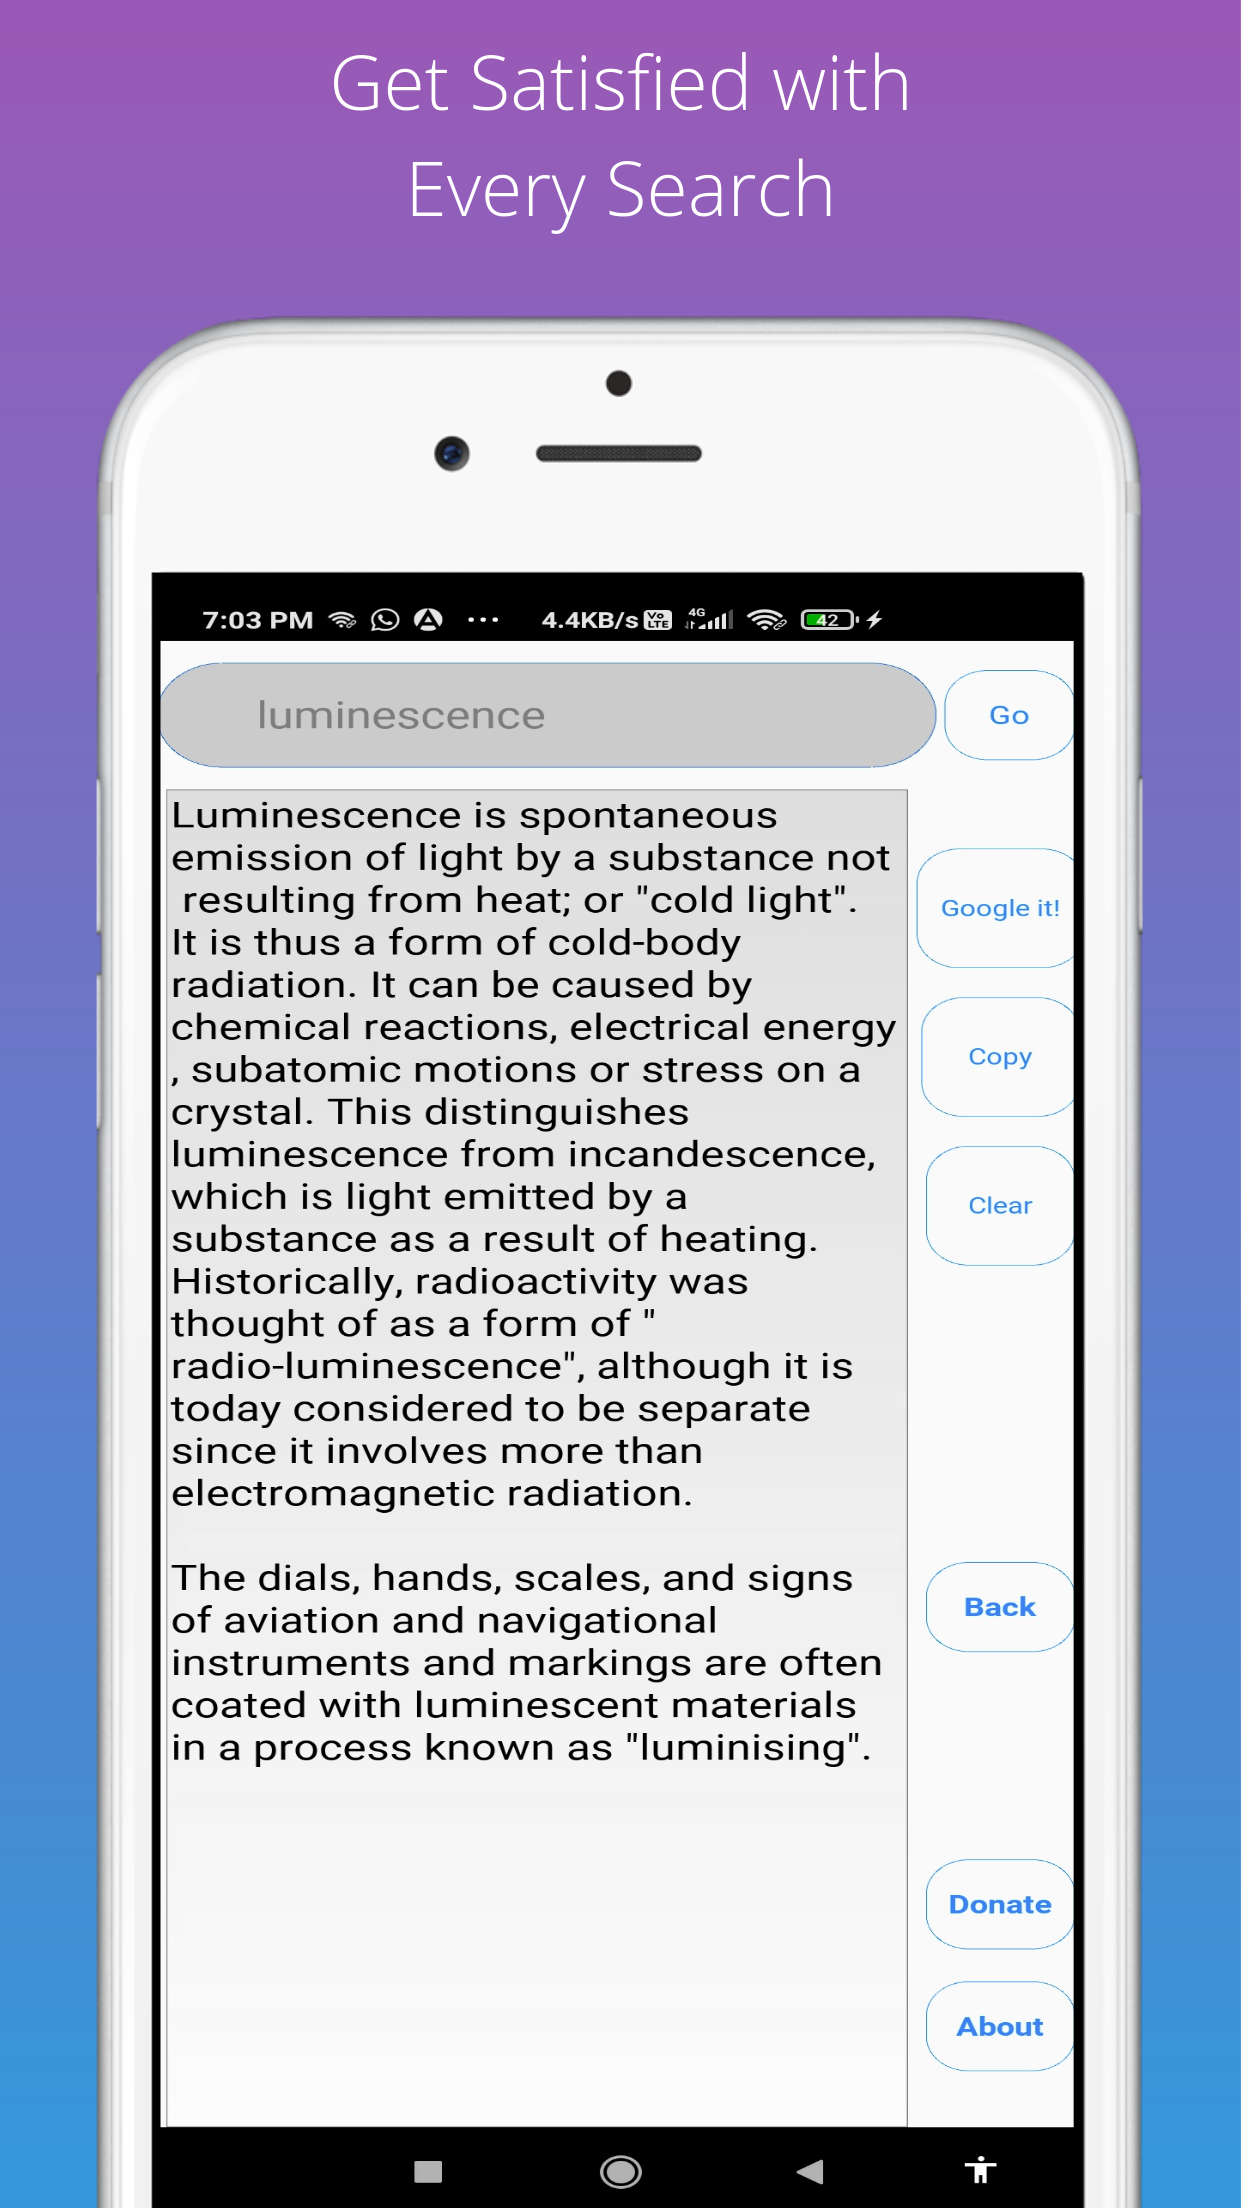 Get Satisfied with
Every Search
7:03 PM ... 4.4KB/s Vo LTE 4G 42
luminescence
Go
Luminescence is spontaneous
emission of light by a substance not
resulting from heat; or "cold light".
It is thus a form of cold-body
radiation. It can be caused by
chemical reactions, electrical energy
, subatomic motions or stress on a
crystal. This distinguishes
luminescence from incandescence,
which is light emitted by a
substance as a result of heating.
Historically, radioactivity was
thought of as a form of "
radio-luminescence", although it is
today considered to be separate
since it involves more than
electromagnetic radiation.

The dials, hands, scales, and signs
of aviation and navigational
instruments and markings are often
coated with luminescent materials
in a process known as "luminising".
Google it!
Copy
Clear
Back
Donate
About